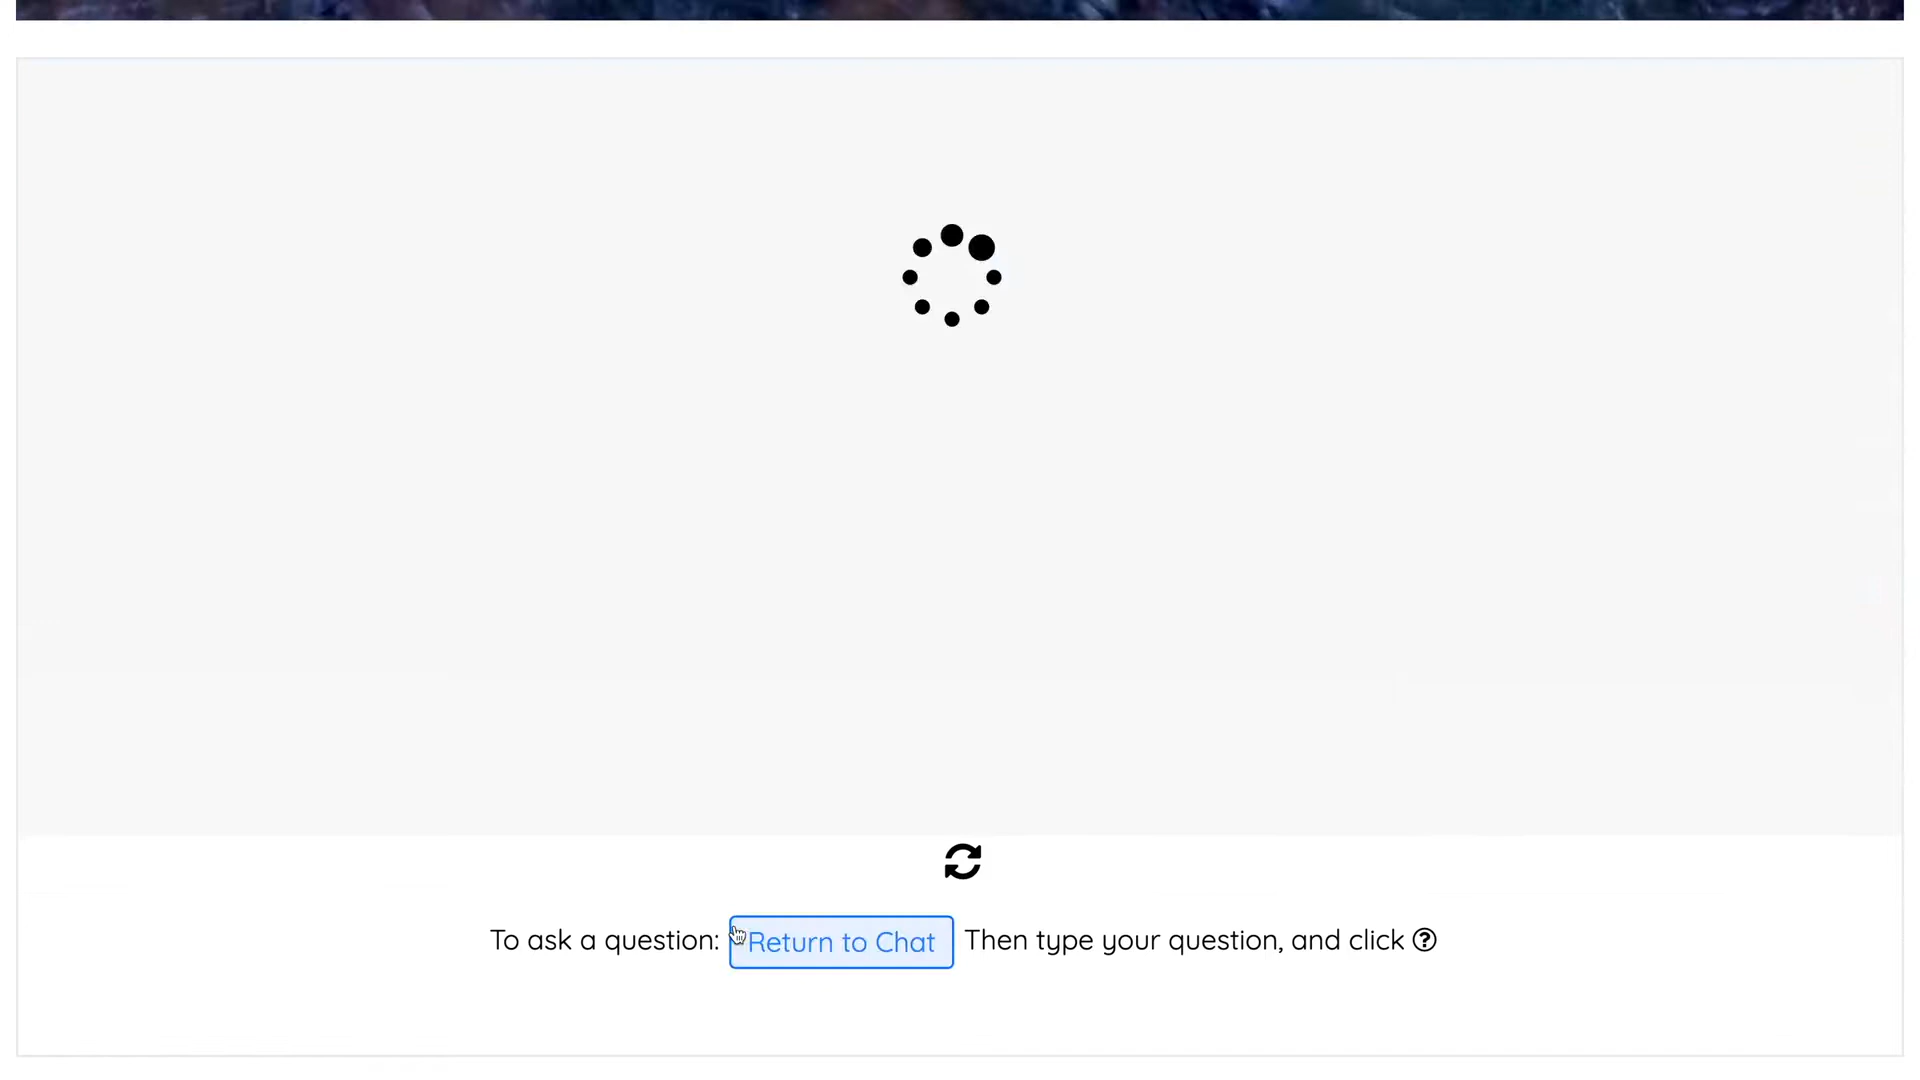 To ask a question: Return to Chat Then type your question, and click